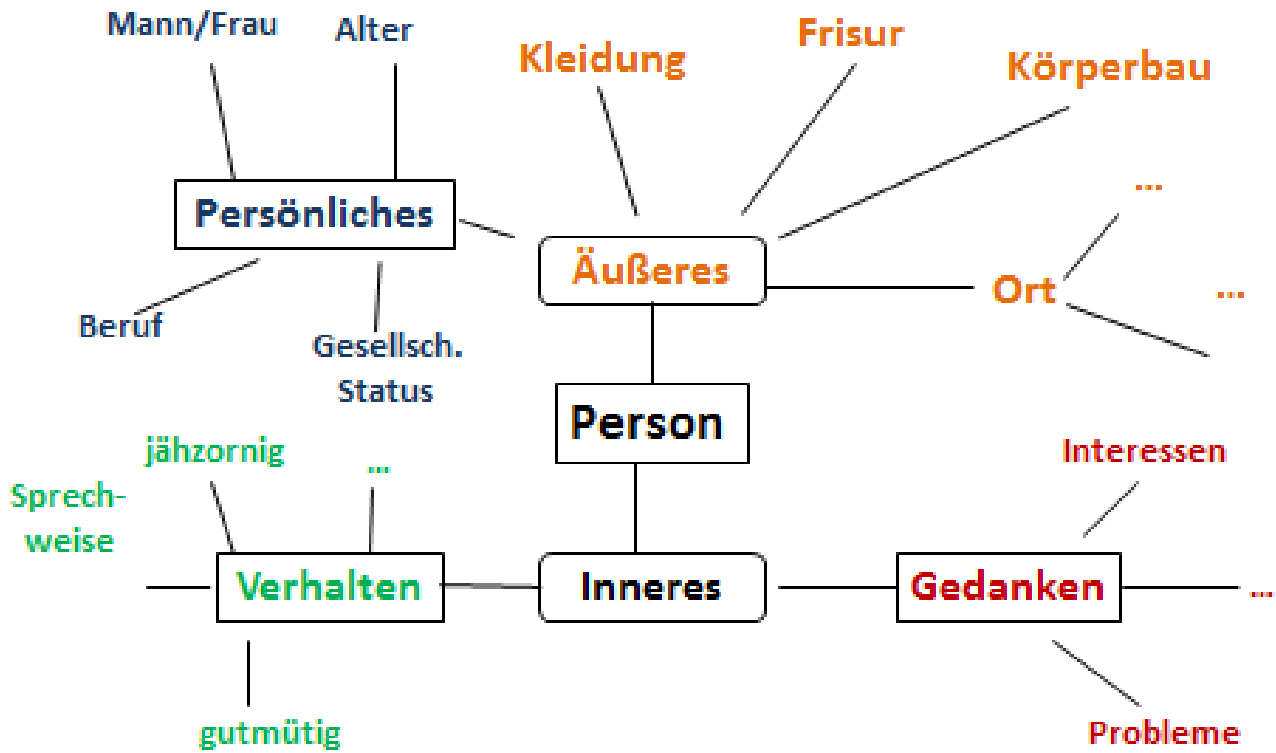 Mann/Frau
Alter
Kleidung
Frisur
Körperbau
Persönliches
...
Äußeres
Ort
...
Beruf
Gesellsch.
Status
Person
jähzornig
...
Interessen
Sprech-
weise
Verhalten
Inneres
Gedanken
...
gutmütig
Probleme